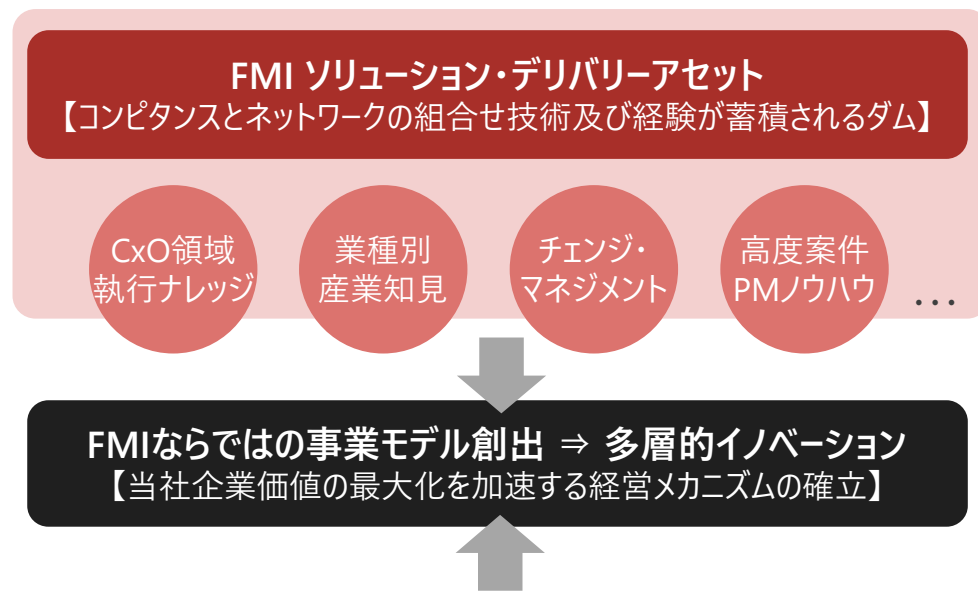 FMI ソリューション・デリバリーアセット
【コンピタンスとネットワークの組合せ技術及び経験が蓄積されるダム】
CxO領域
執行ナレッジ
業種別
産業知見
チェンジ・
マネジメント
高度案件
PMノウハウ
...
FMIならではの事業モデル創出 ⇒ 多層的イノベーション
【当社企業価値の最大化を加速する経営メカニズムの確立】